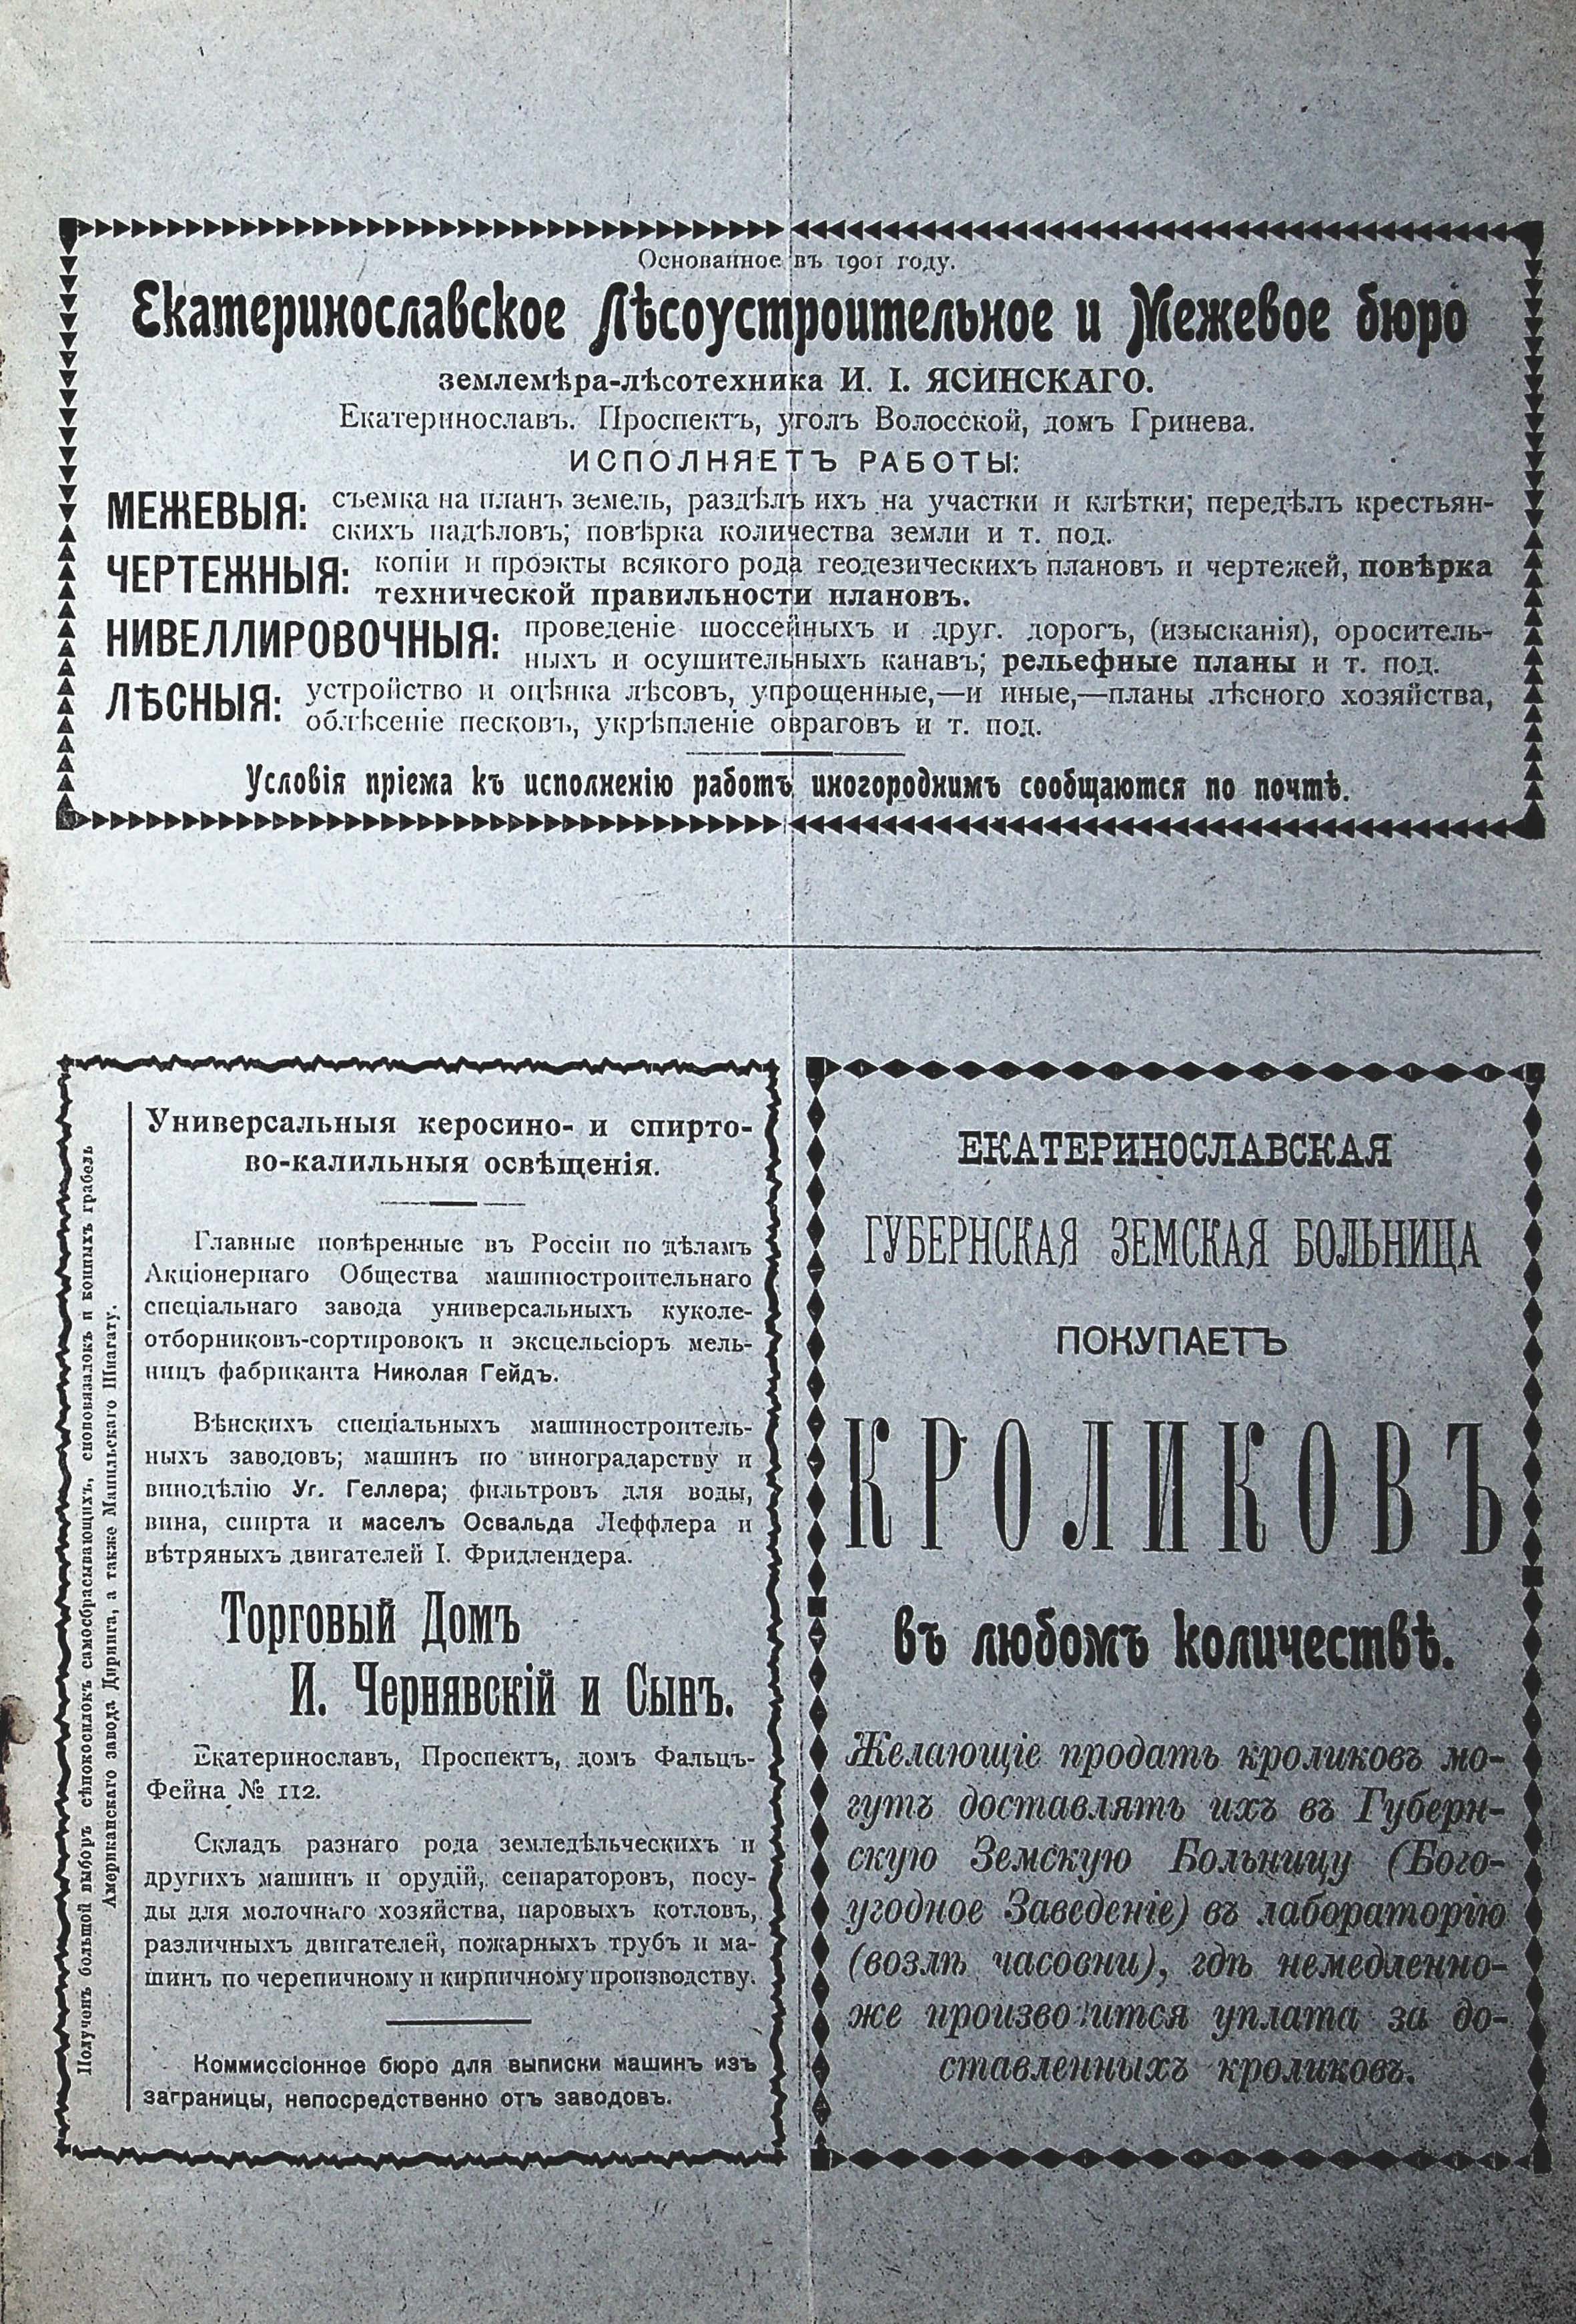 Основанное въ 1901 году.
Екатеринославское Лѣсоустроительное и Межевое бюро
землемѣра-лѣсотехника И. І. ЯСИНСКАГО.
Екатеринославъ. Проспектъ, уголъ Волосской, домъ Гринева.
ИСПОЛНЯЕТЪ РАБОТЫ:
МЕЖЕВЫЯ: съемка на планъ земель, раздѣлъ ихъ на участки и клѣтки; передѣлъ крестьян-
скихъ надѣловъ; повѣрка количества земли и т. под.
ЧЕРТЕЖНЫЯ: копіи и проэкты всякого рода геодезическихъ плановъ и чертежей, повѣрка
технической правильности плановъ.
НИВЕЛЛИРОВОЧНЫЯ: проведеніе шоссейныхъ и друг. дорогъ, (изысканія), ороситель-
ныхъ и осушительныхъ канавъ; рельефные планы и т. под.
ЛѢСНЫЯ: устройство и оцѣнка лѣсовъ, упрощенные,—и иные,—планы лѣсного хозяйства,
облѣсеніе песковъ, укрѣпленіе овраговъ и т. под.
Условія пріема къ исполненію работъ иногороднимъ сообщаются по почтѣ.
Получень большой выборъ сѣнокосилокъ самосбрасывающихъ, сноповязалокъ и конныхъ грабель
Американскаго завода Диринга, а также Манильскаго Шпагату.
Универсальныя керосино- и спирто-
во-калильныя освѣщенія.
Главные повѣренные въ Россіи по дѣламъ
Акціонернаго Общества машиностроительнаго
спеціальнаго завода универсальныхъ куколе-
отборниковъ-сортировокъ и эксцельсіоръ мель-
ницъ фабриканта Николая Гейдъ.
Вѣнскихъ спеціальныхъ машиностроитель-
ныхъ заводовъ; машинъ по виноградарству и
винодѣлію Уг. Геллера; фильтровъ для воды,
вина, спирта и маселъ Освальда Леффлера и
вѣтряныхъ двигателей І. Фридлендера.
Торговый Домъ
И. Чернявскій и Сынъ.
Екатеринославъ, Проспектъ, домъ Фальцъ-
Фейна № 112.
Складъ разнаго рода земледѣльческихъ и
другихъ машинъ и орудій, сепараторовъ, посу-
ды для молочнаго хозяйства, паровыхъ котловъ,
различныхъ двигателей, пожарныхъ трубъ и ма-
шинъ по черепичному и кирпичному производству.
Коммиссіонное бюро для выписки машинъ изъ
заграницы, непосредственно отъ заводовъ.
ЕКАТЕРИНОСЛАВСКАЯ
ГУБЕРНСКАЯ ЗЕМСКАЯ БОЛЬНИЦА
ПОКУПАЕТЪ
КРОЛИКОВЪ
въ любомъ количествѣ.
Желающіе продать кроликовъ мо-
гутъ доставлять ихъ въ Губерн-
скую Земскую Больницу (Бого-
угодное Заведеніе) въ лабораторію
(возлѣ часовни), гдѣ немедленно-
же производится уплата за до-
ставленныхъ кроликовъ.